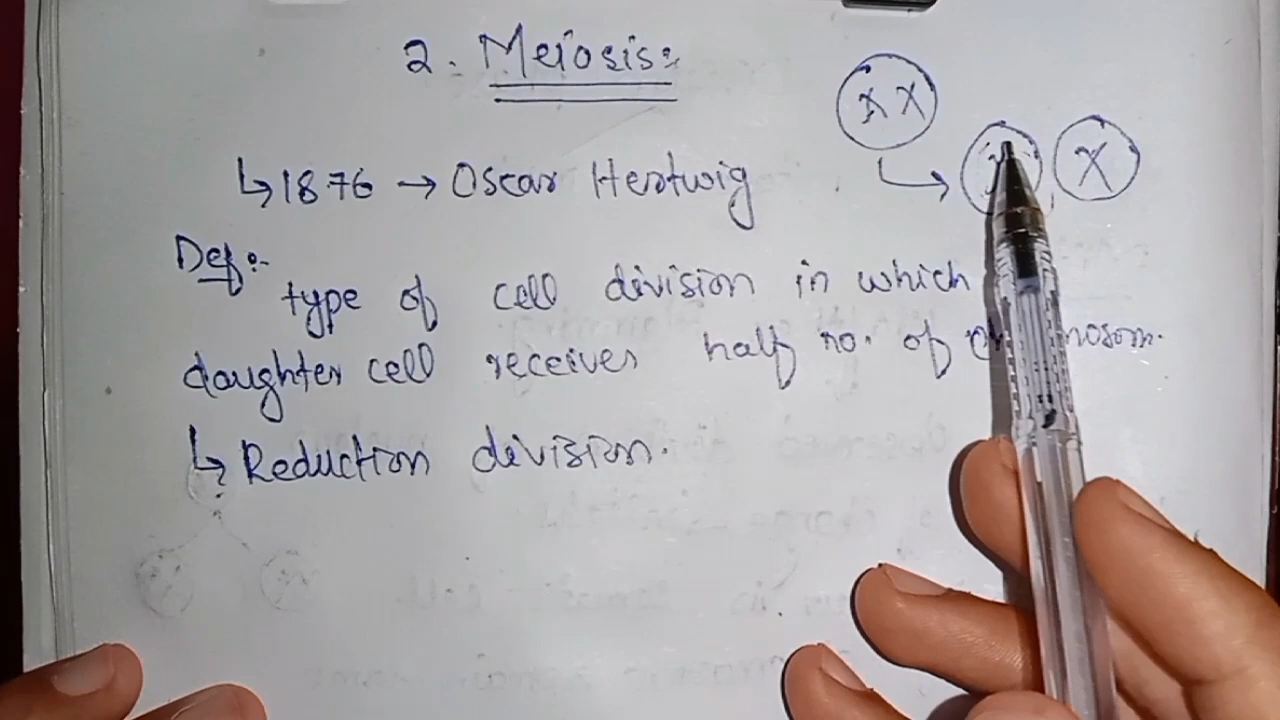 2. Meiosis:
↳ 1876 → Oscar Hertwig
Def:-
type of cell division in which
daughter cell receives half no. of
↳ Reduction division.
X X
X